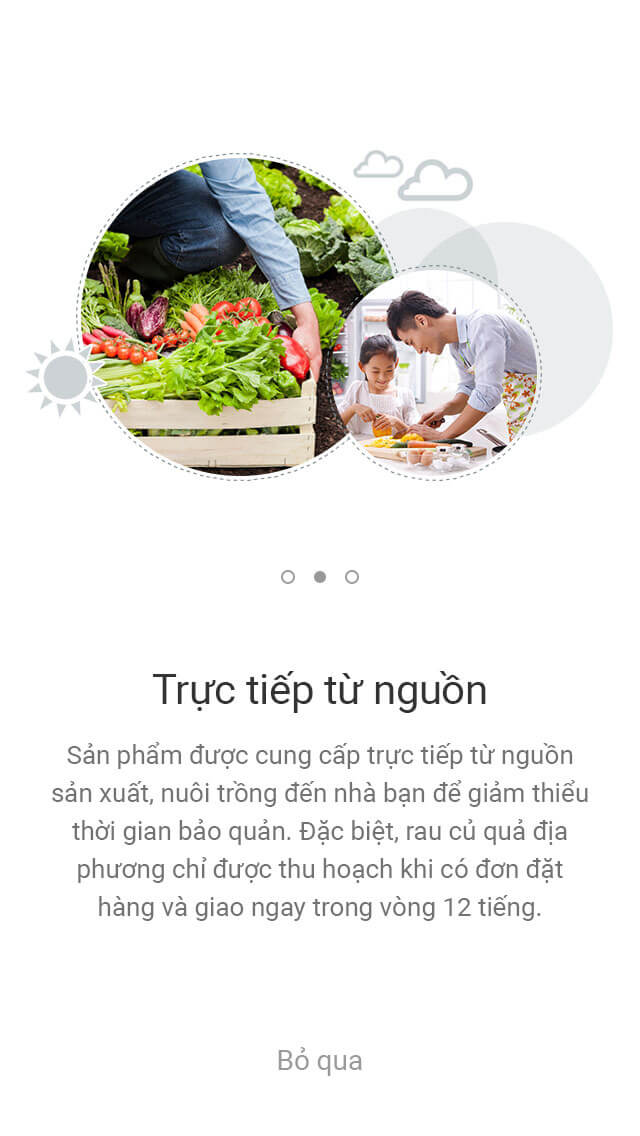 Trực tiếp từ nguồn
Sản phẩm được cung cấp trực tiếp từ nguồn
sản xuất, nuôi trồng đến nhà bạn để giảm thiểu
thời gian bảo quản. Đặc biệt, rau củ quả địa
phương chỉ được thu hoạch khi có đơn đặt
hàng và giao ngay trong vòng 12 tiếng.
Bỏ qua